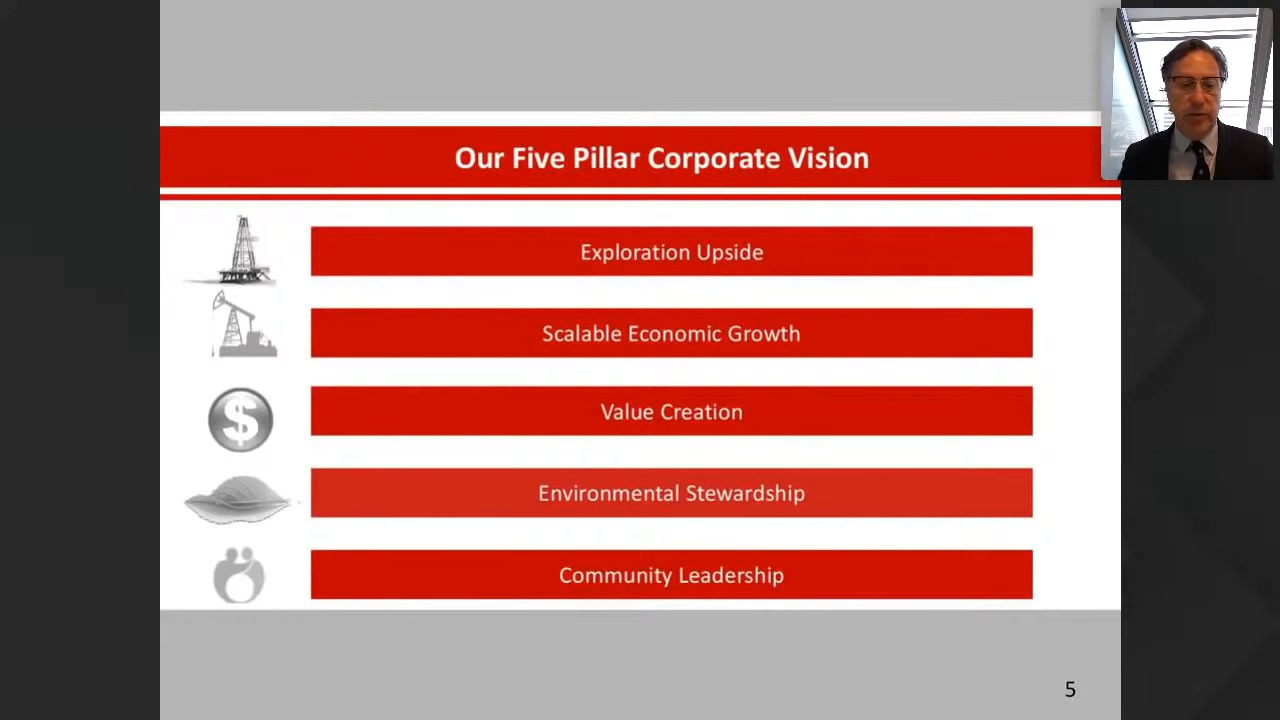 Our Five Pillar Corporate Vision
Exploration Upside
Scalable Economic Growth
$
Value Creation
Environmental Stewardship
Community Leadership
5